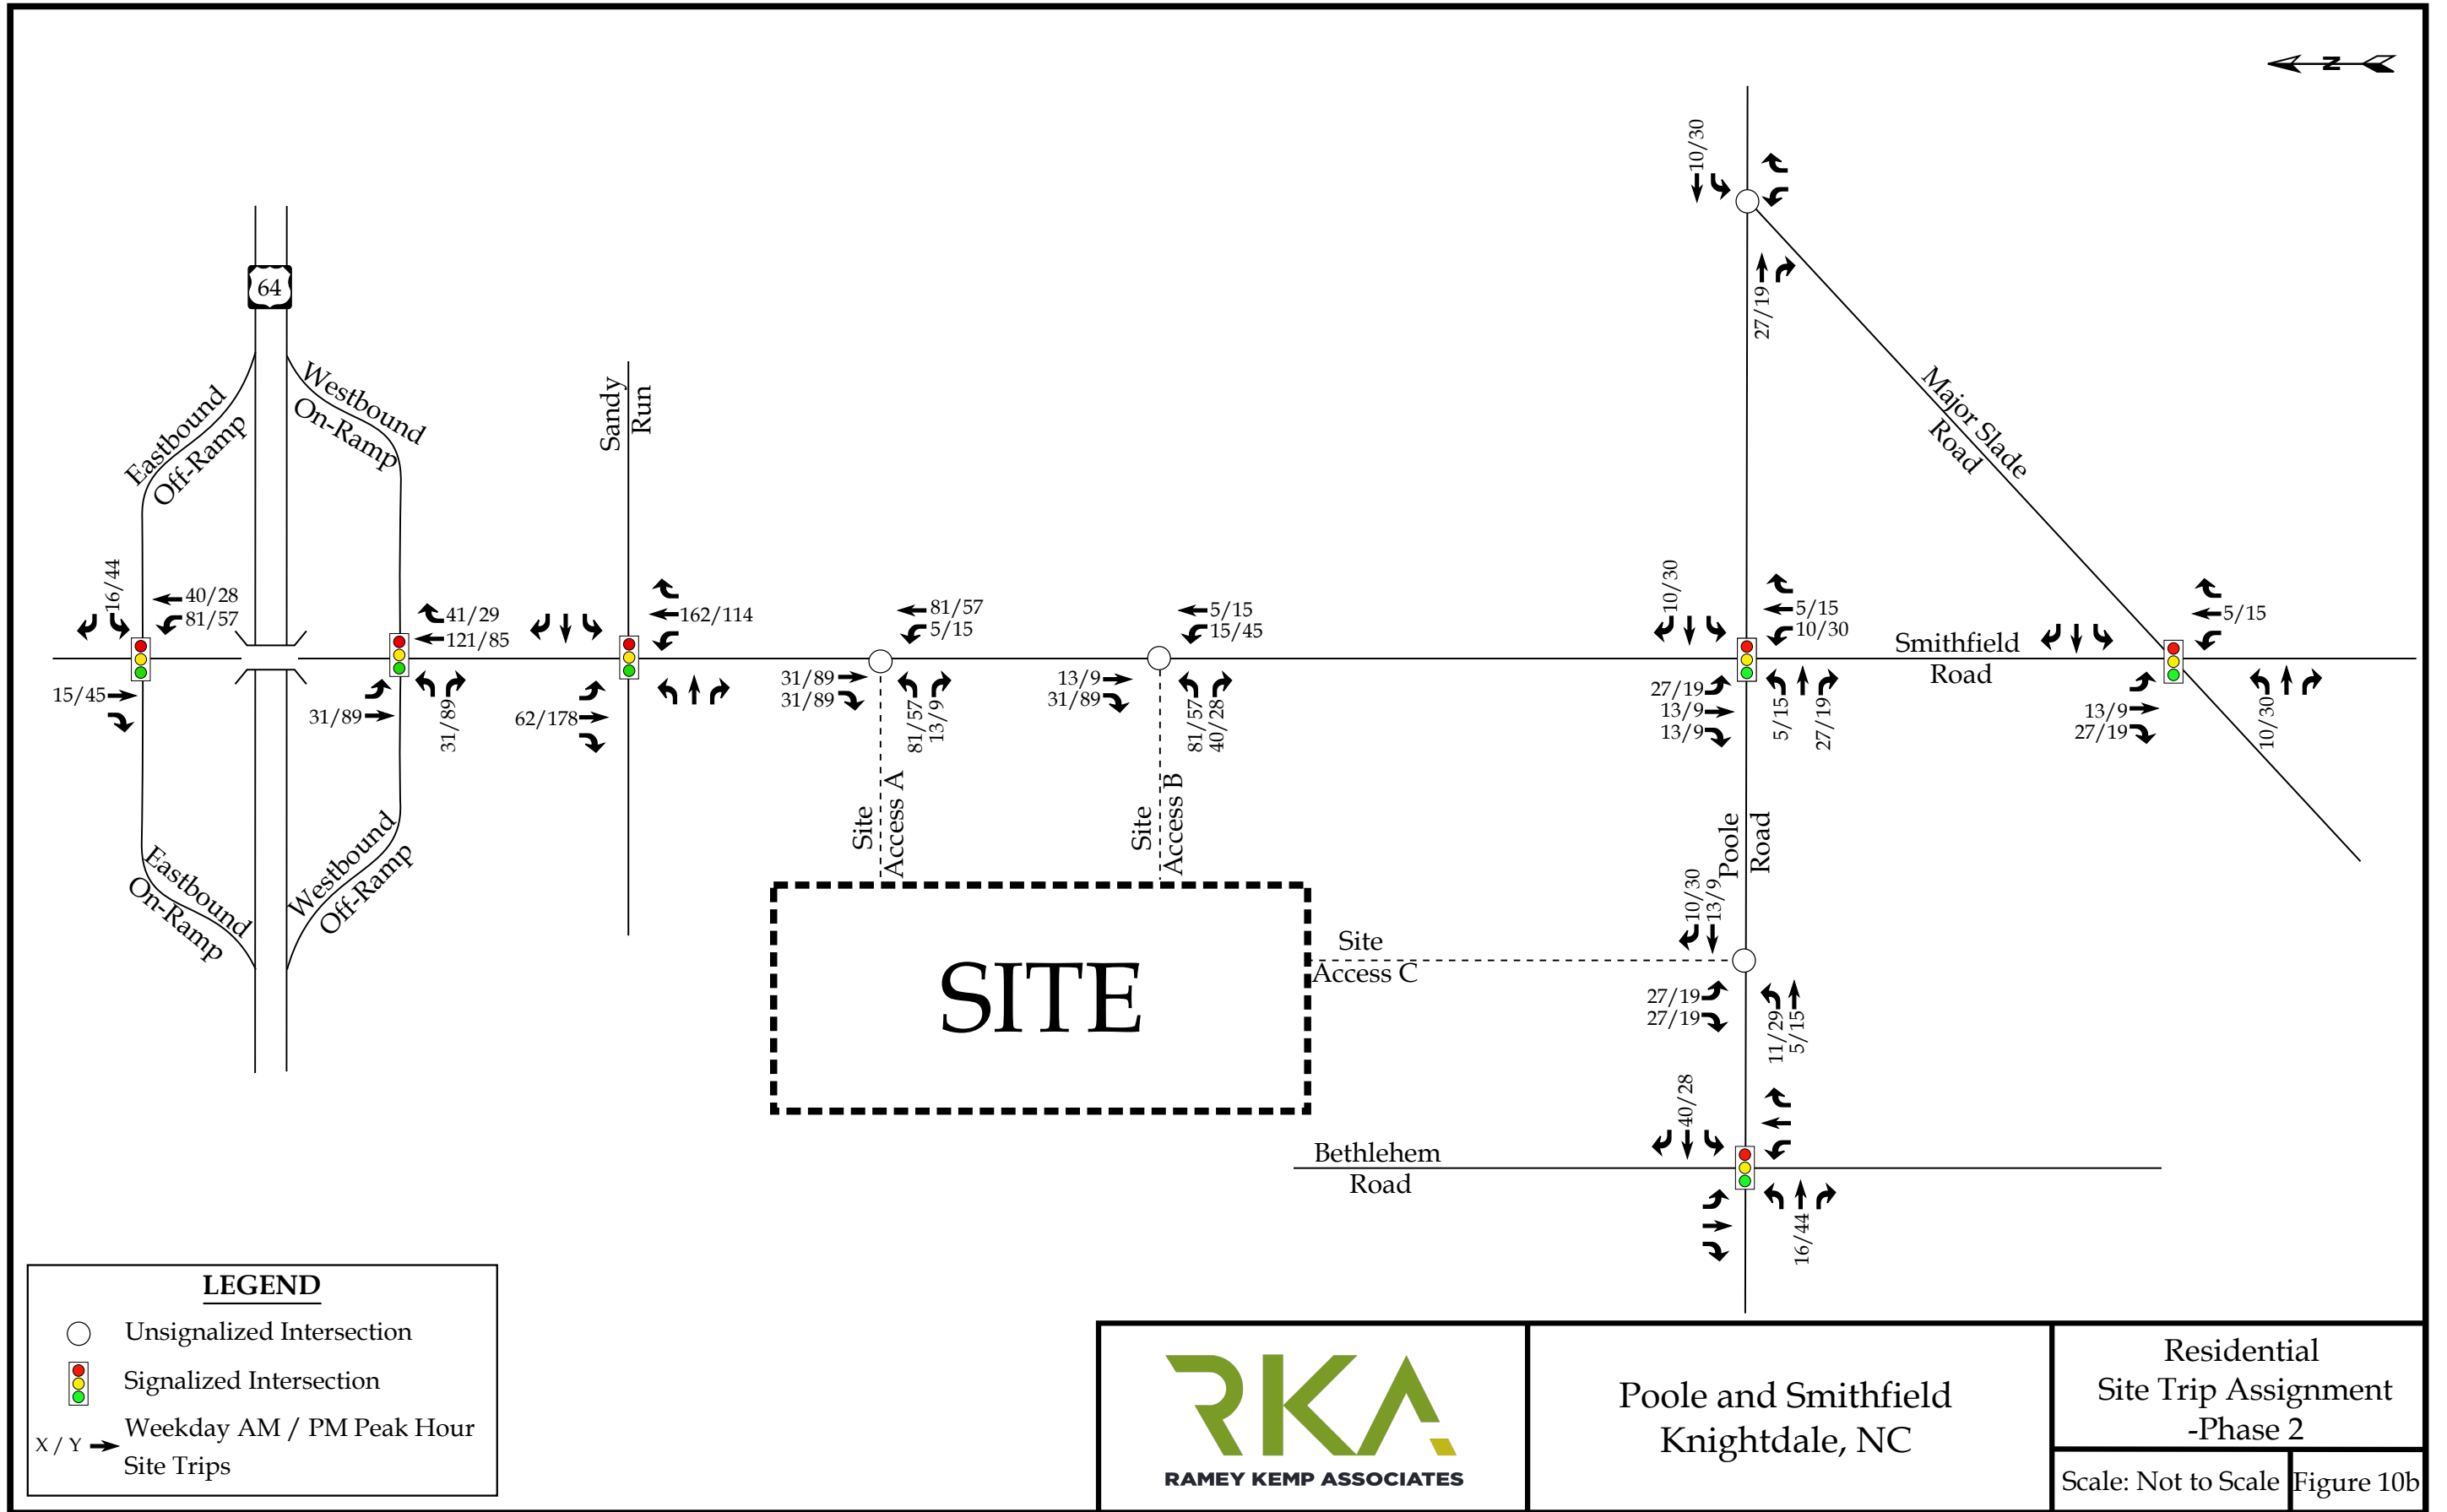 N
10/30
27/19
64
Eastbound
Off-Ramp
Westbound
On-Ramp
Sandy
Run
Major Slade
Road
16/44
40/28
81/57
15/45
41/29
121/85
31/89
31/89
162/114
62/178
81/57
5/15
31/89
31/89
81/57
13/9
5/15
15/45
13/9
31/89
81/57
40/28
10/30
5/15
10/30
27/19
13/9
13/9
5/15
27/19
Smithfield
Road
5/15
13/9
27/19
10/30
Site
Access A
Site
Access B
Poole
Road
Eastbound
On-Ramp
Westbound
Off-Ramp
SITE
Site
Access C
10/30
13/9
27/19
27/19
11/29
5/15
Bethlehem
Road
40/28
16/44
LEGEND
Unsignalized Intersection
Signalized Intersection
X / Y
Weekday AM / PM Peak Hour
Site Trips
RKA
RAMEY KEMP ASSOCIATES
Poole and Smithfield
Knightdale, NC
Residential
Site Trip Assignment
-Phase 2
Scale: Not to Scale
Figure 10b